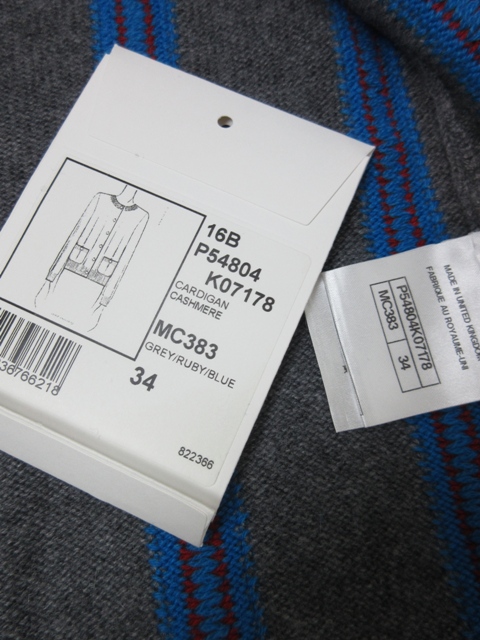 16B
P54804
K07178
CARDIGAN
CASHMERE
MC383
GREY/RUBY/BLUE
34
36766218
822366
MADE IN UNITED KINGDOM
FABRIQUE AU ROYAUME-UNI
P54804K07178
MC383
34